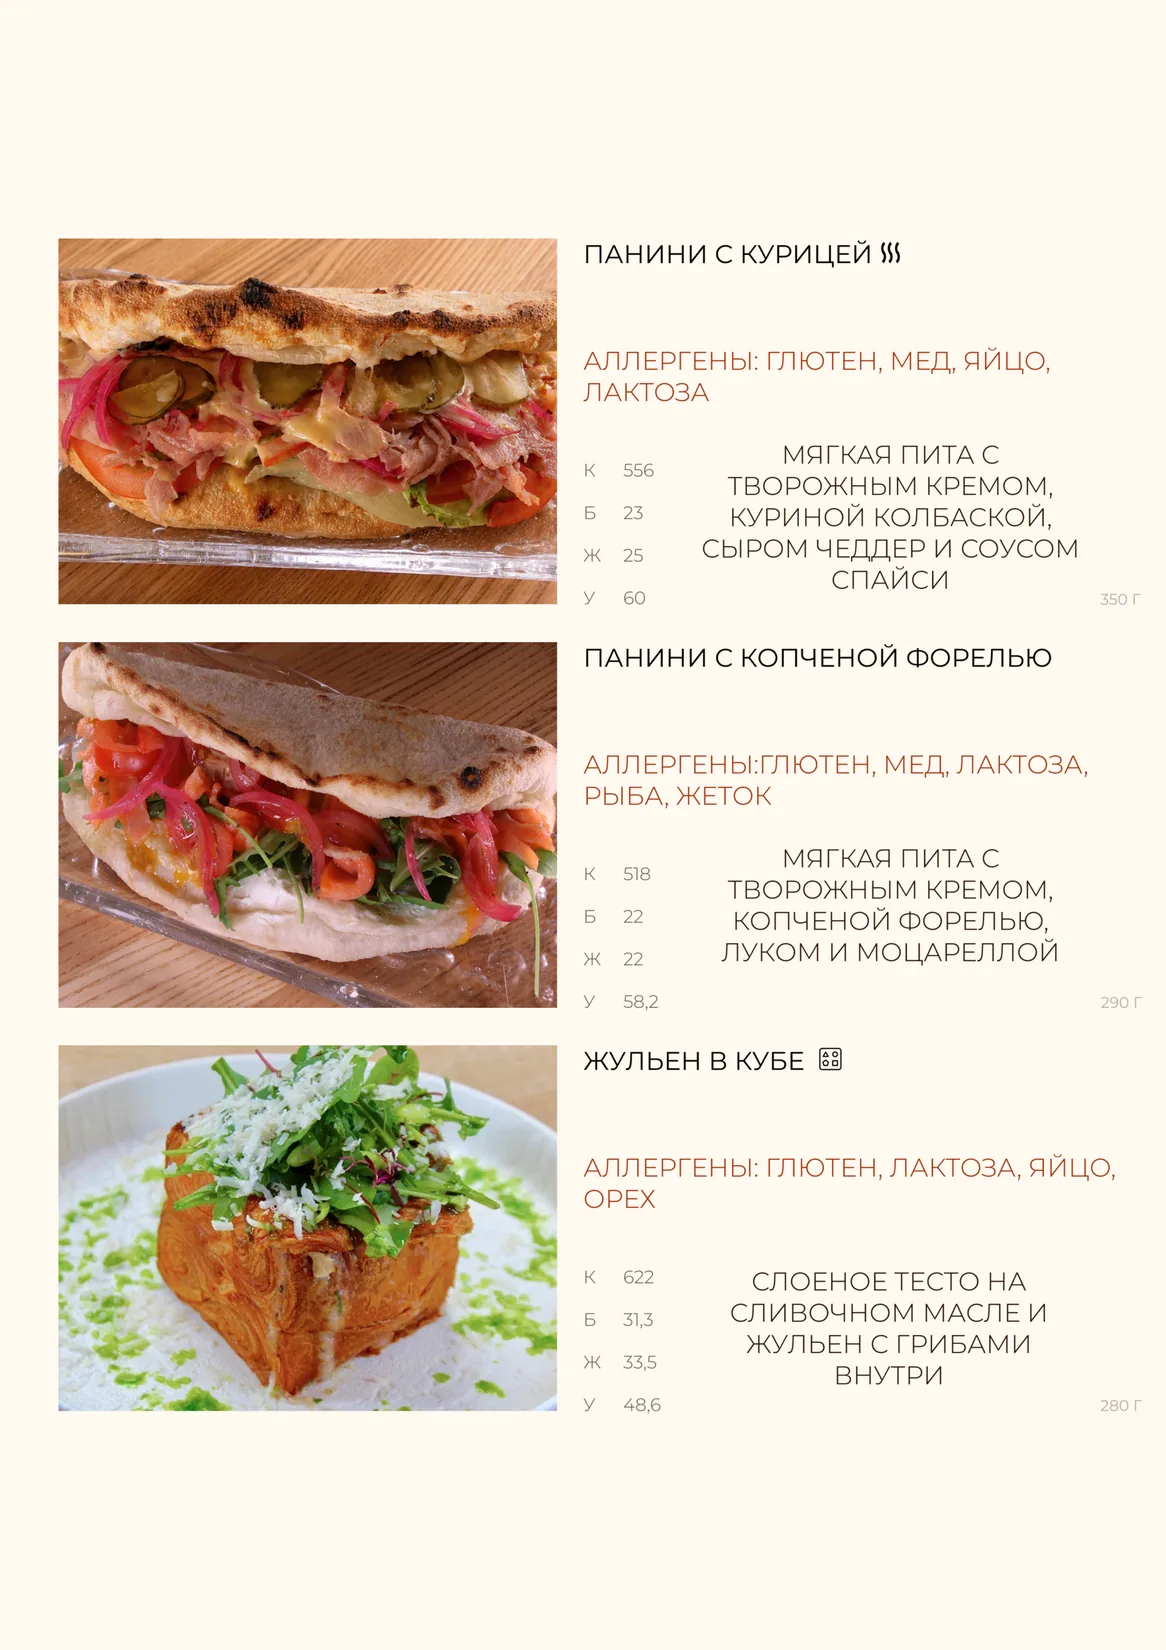 ПАНИНИ С КУРИЦЕЙ
АЛЛЕРГЕНЫ: ГЛЮТЕН, МЕД, ЯЙЦО,
ЛАКТОЗА
К 556
Б 23
Ж 25
У 60
МЯГКАЯ ПИТА С
ТВОРОЖНЫМ КРЕМОМ,
КУРИНОЙ КОЛБАСКОЙ,
СЫРОМ ЧЕДДЕР И СОУСОМ
СПАЙСИ
350 Г
ПАНИНИ С КОПЧЕНОЙ ФОРЕЛЬЮ
АЛЛЕРГЕНЫ:ГЛЮТЕН, МЕД, ЛАКТОЗА,
РЫБА, ЖЕТОК
К 518
Б 22
Ж 22
У 58,2
МЯГКАЯ ПИТА С
ТВОРОЖНЫМ КРЕМОМ,
КОПЧЕНОЙ ФОРЕЛЬЮ,
ЛУКОМ И МОЦАРЕЛЛОЙ
290 Г
ЖУЛЬЕН В КУБЕ
АЛЛЕРГЕНЫ: ГЛЮТЕН, ЛАКТОЗА, ЯЙЦО,
ОРЕХ
К 622
Б 31,3
Ж 33,5
У 48,6
СЛОЕНОЕ ТЕСТО НА
СЛИВОЧНОМ МАСЛЕ И
ЖУЛЬЕН С ГРИБАМИ
ВНУТРИ
280 Г